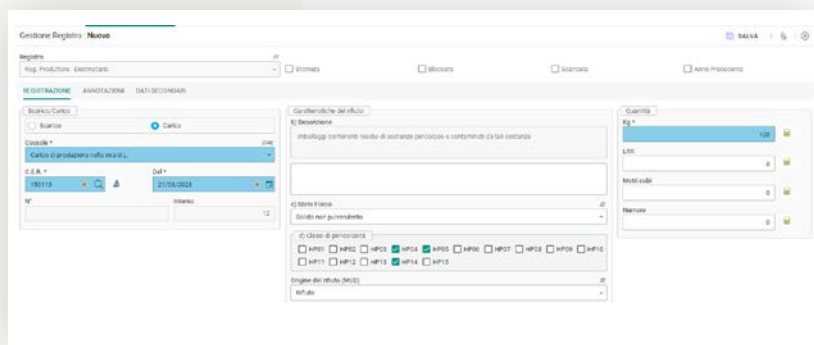 Gestione Registro : Nuovo
SALVA
Registro
Reg. Produttore - Destinatario
Stornata
Bloccata
Scaricata
Anno Precedente
REGISTRAZIONE ANNOTAZIONI DATI SECONDARI
Scarico/Carico
Scarico
Carico
Causale *
Carico di produzione nella mia U.L.
C.E.R. *
Del *
150110
21/08/2023
N°
Interno
12
Caratteristiche del rifiuto
b) Descrizione
imballaggi contenenti residui di sostanze pericolose o contaminati da tali sostanze
c) Stato Fisico
Solido non pulverulento
d) Classi di pericolosità
HP01 HP02 HP03 HP04 HP05 HP06 HP07 HP08 HP09 HP10
HP11 HP12 HP13 HP14 HP15
Origine del rifiuto (MUD)
Rifiuto
Quantità
Kg *
100
Litri
0
Metri cubi
0
Numero
0